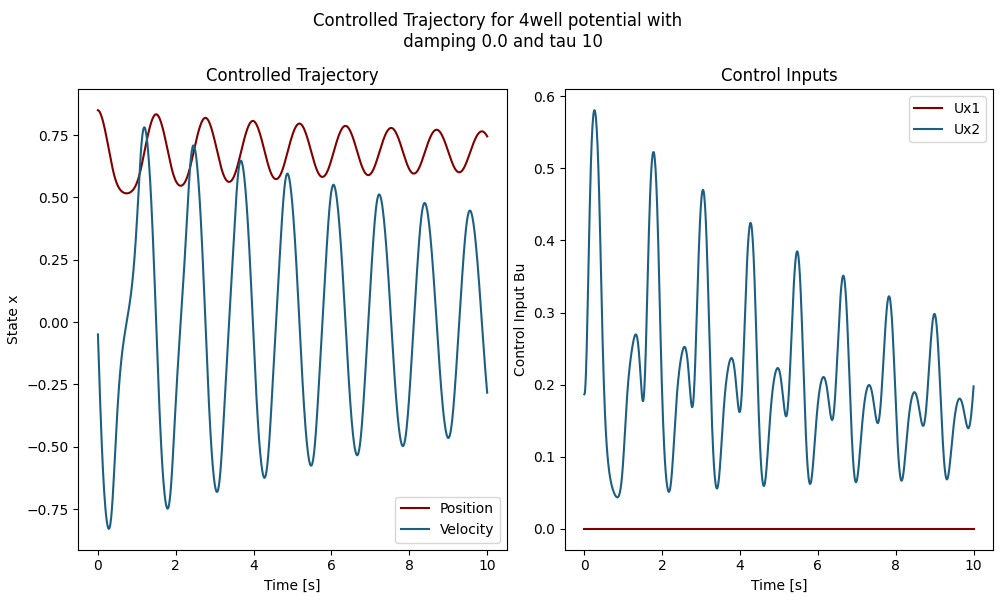 Controlled Trajectory for 4well potential with
damping 0.0 and tau 10
Controlled Trajectory
State x
0.75
0.50
0.25
0.00
−0.25
−0.50
−0.75
0
2
4
6
8
10
Time [s]
Position
Velocity
Control Inputs
Control Input Bu
0.6
0.5
0.4
0.3
0.2
0.1
0.0
0
2
4
6
8
10
Time [s]
Ux1
Ux2